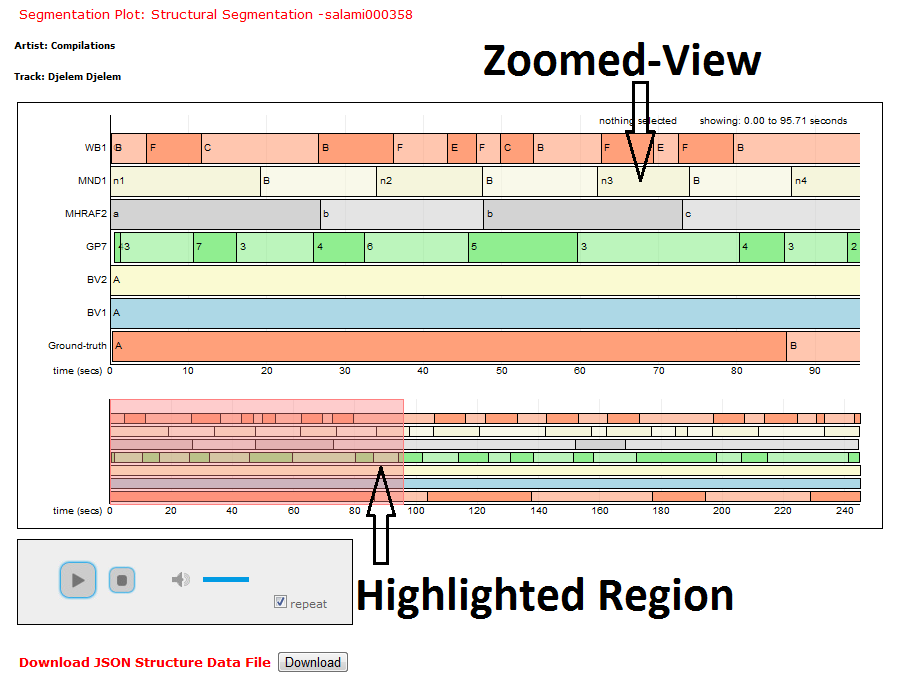 Segmentation Plot: Structural Segmentation -salami000358
Artist: Compilations
Track: Djelem Djelem
Zoomed-View
nothing selected showing: 0.00 to 95.71 seconds
WB1 B F C B F E F C B F E F B
MND1 n1 B n2 B n3 B n4
MHRAF2 a b b c
GP7 43 7 3 4 6 5 3 4 3 2
BV2 A
BV1 A
Ground-truth A B
time (secs) 0 10 20 30 40 50 60 70 80 90
time (secs) 0 20 40 60 80 100 120 140 160 180 200 220 240
Highlighted Region
repeat
Download JSON Structure Data File Download